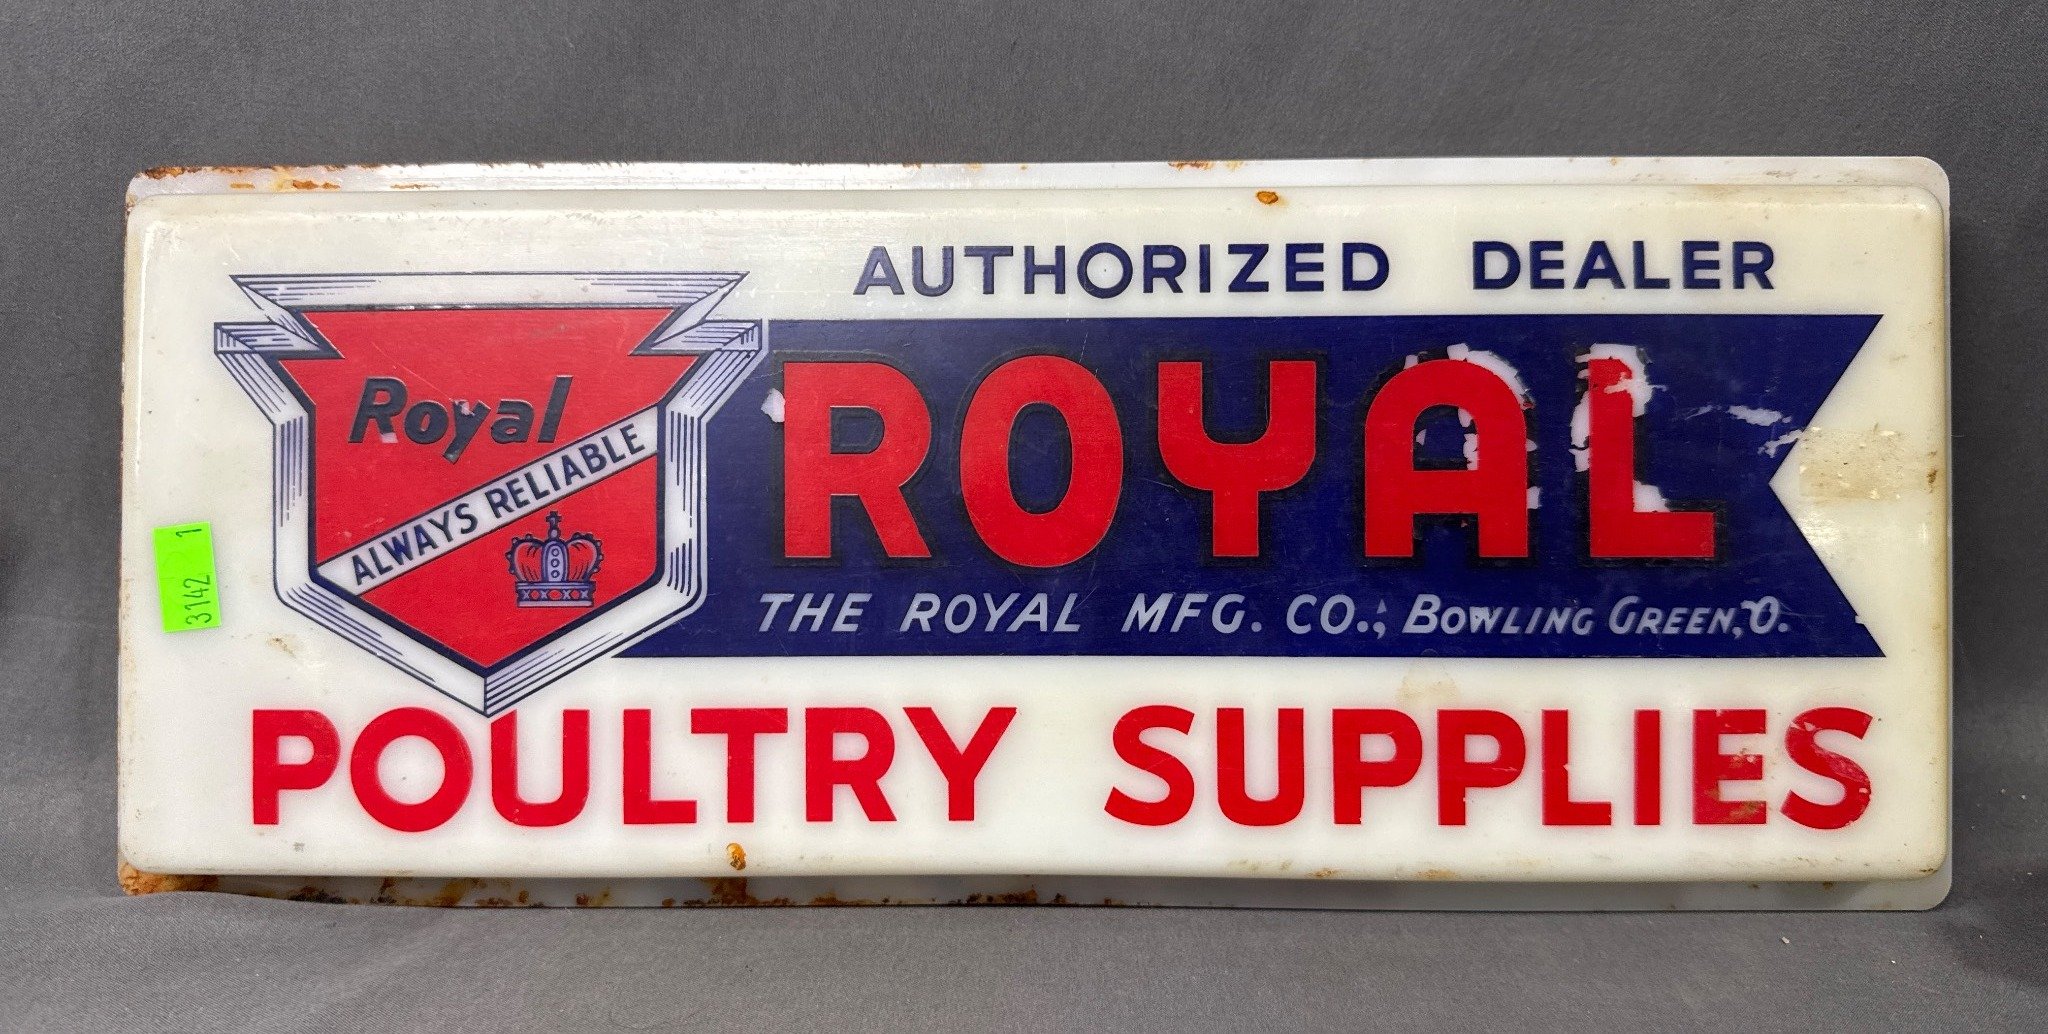 AUTHORIZED DEALER
Royal
ALWAYS RELIABLE
ROYAL
THE ROYAL MFG. CO., BOWLING GREEN, O.
POULTRY SUPPLIES
3142 1